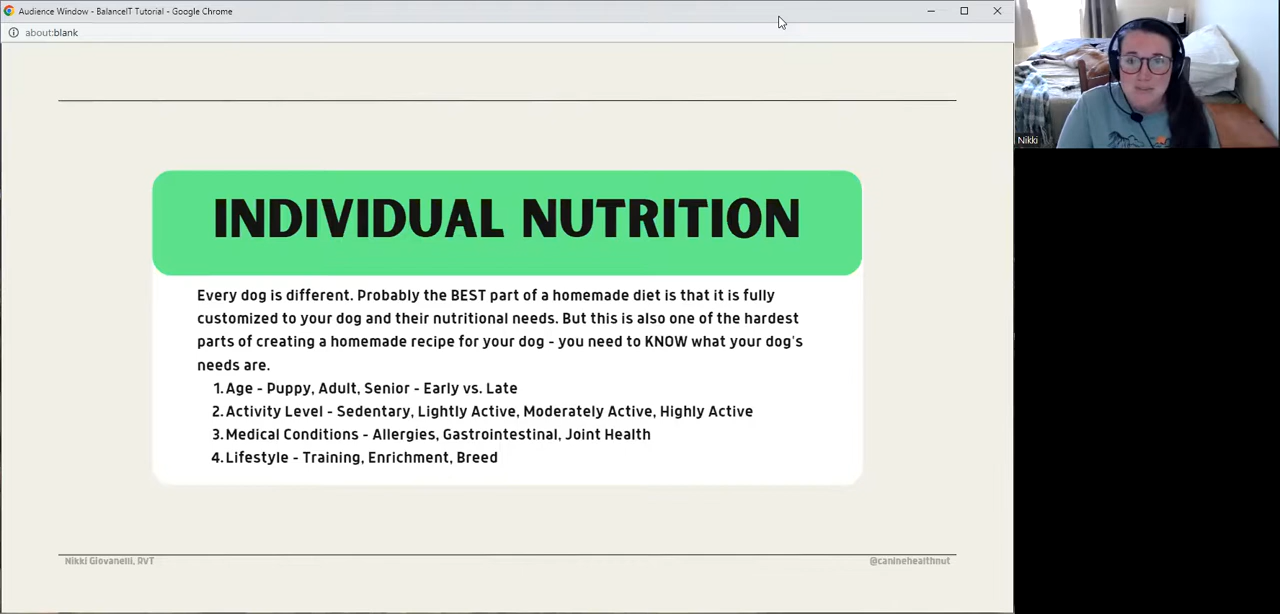 Audience Window - BalanceIT Tutorial - Google Chrome
about:blank
Nikki
INDIVIDUAL NUTRITION
Every dog is different. Probably the BEST part of a homemade diet is that it is fully
customized to your dog and their nutritional needs. But this is also one of the hardest
parts of creating a homemade recipe for your dog - you need to KNOW what your dog's
needs are.
1. Age - Puppy, Adult, Senior - Early vs. Late
2. Activity Level - Sedentary, Lightly Active, Moderately Active, Highly Active
3. Medical Conditions - Allergies, Gastrointestinal, Joint Health
4. Lifestyle - Training, Enrichment, Breed
Nikki Giovanelli, RVT
@caninehealthnut